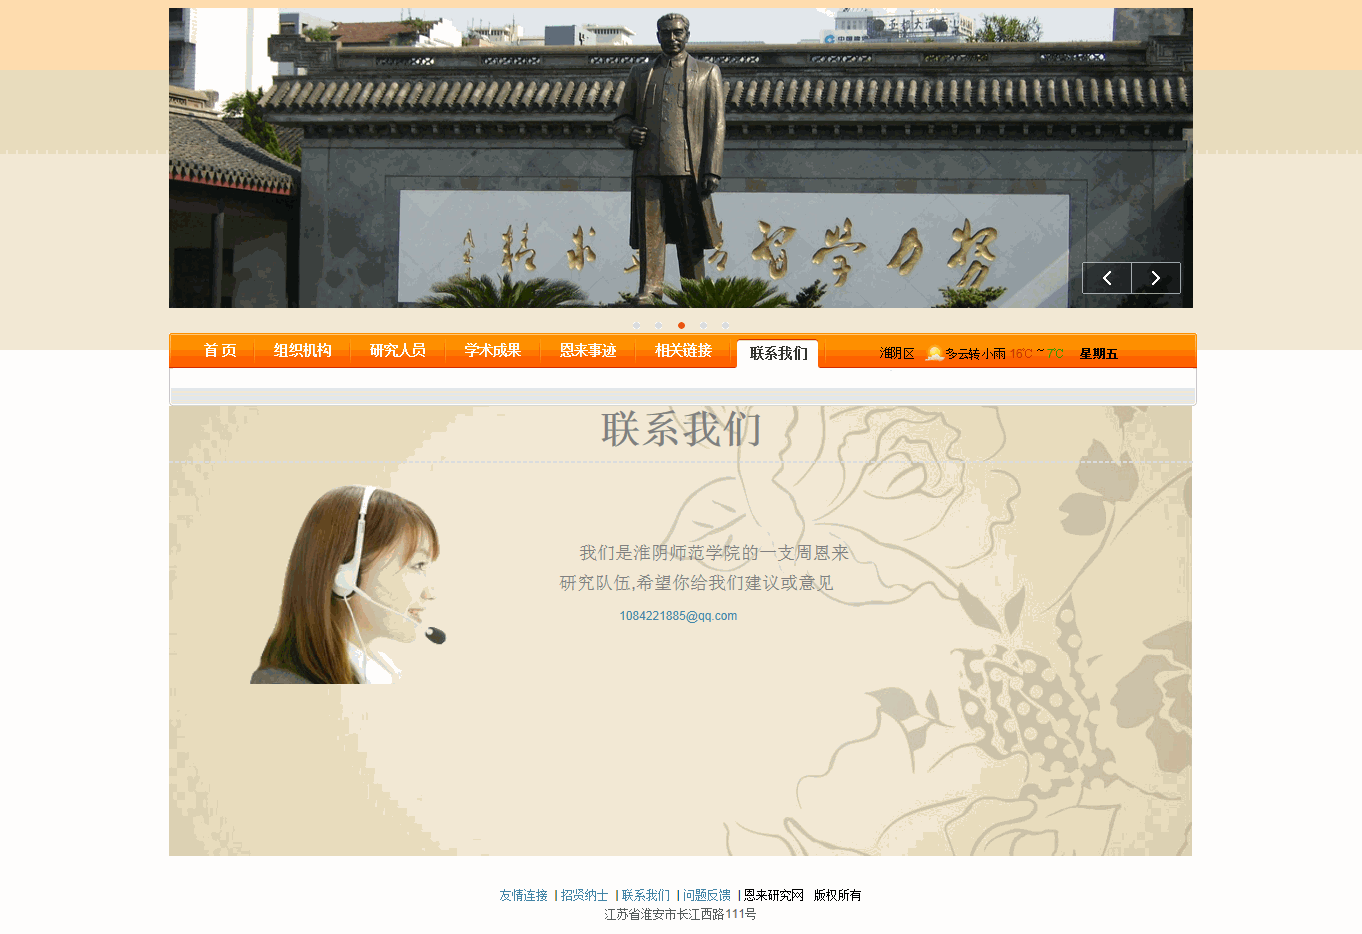 首 页
组织机构
研究人员
学术成果
恩来事迹
相关链接
联系我们
淮阴区 多云转小雨 16℃ ~ 7℃ 星期五
联系我们
我们是淮阴师范学院的一支周恩来
研究队伍,希望你给我们建议或意见
1084221885@qq.com
友情连接 | 招贤纳士 | 联系我们 | 问题反馈 | 恩来研究网 版权所有
江苏省淮安市长江西路111号